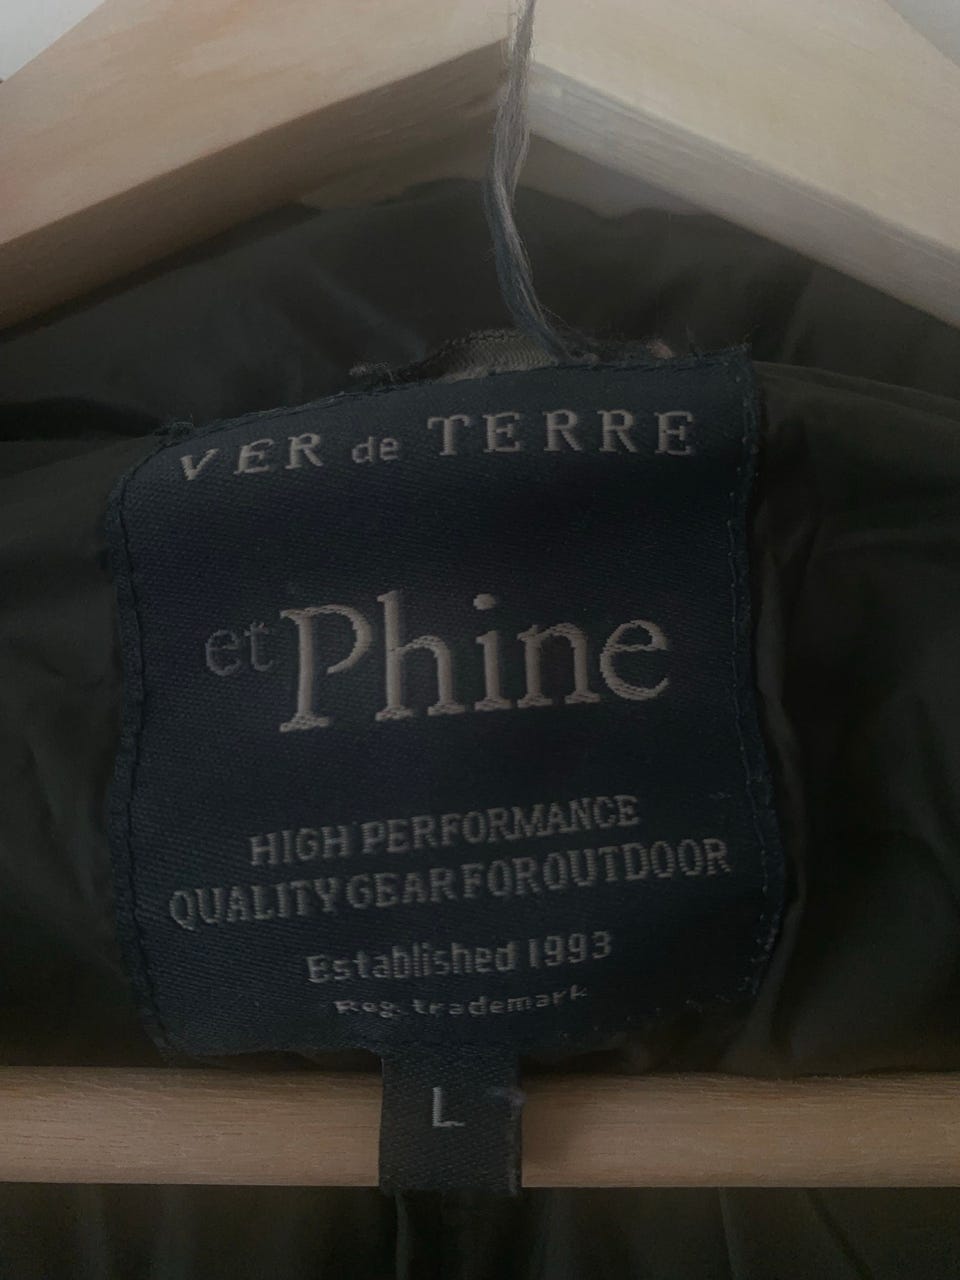 VER de TERRE
et Phine
HIGH PERFORMANCE
QUALITY GEAR FOR OUTDOOR
Established 1993
Reg. trademark
L